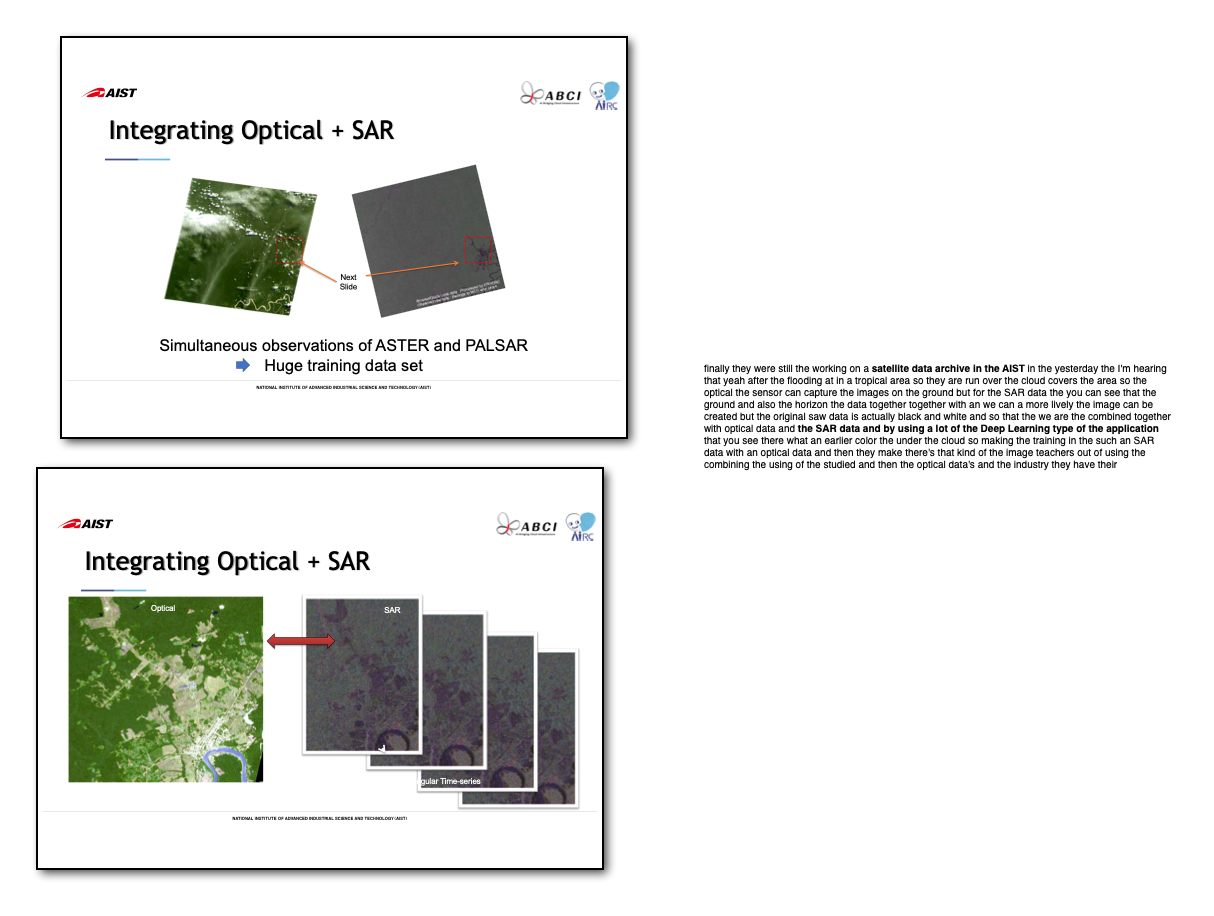 AIST
ABCI
AI Bridging Cloud Infrastructure
AIRC
Integrating Optical + SAR
Next
Slide
Simultaneous observations of ASTER and PALSAR
Huge training data set
NATIONAL INSTITUTE OF ADVANCED INDUSTRIAL SCIENCE AND TECHNOLOGY (AIST)
finally they were still the working on a satellite data archive in the AIST in the yesterday the I'm hearing
that yeah after the flooding at in a tropical area so they are run over the cloud covers the area so the
optical the sensor can capture the images on the ground but for the SAR data the you can see that the
ground and also the horizon the data together together with an we can a more lively the image can be
created but the original saw data is actually black and white and so that the we are the combined together
with optical data and the SAR data and by using a lot of the Deep Learning type of the application
that you see there what an earlier color the under the cloud so making the training in the such an SAR
data with an optical data and then they make there's that kind of the image teachers out of using the
combining the using of the studied and then the optical data's and the industry they have their
AIST
ABCI
AI Bridging Cloud Infrastructure
AIRC
Integrating Optical + SAR
Optical
SAR
gular Time-series
NATIONAL INSTITUTE OF ADVANCED INDUSTRIAL SCIENCE AND TECHNOLOGY (AIST)